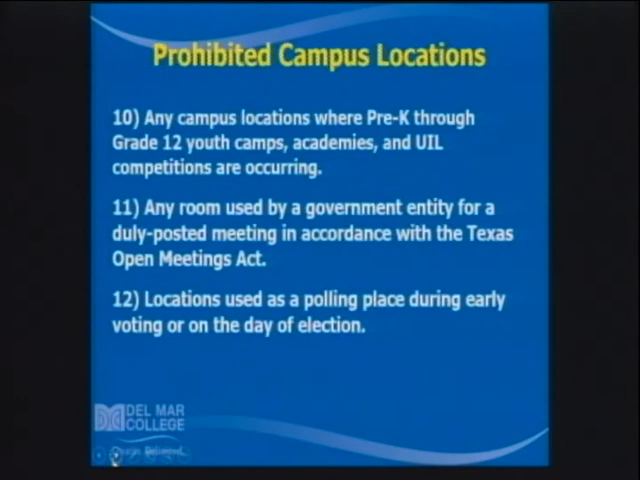 Prohibited Campus Locations
10) Any campus locations where Pre-K through
Grade 12 youth camps, academies, and UIL
competitions are occurring.
11) Any room used by a government entity for a
duly-posted meeting in accordance with the Texas
Open Meetings Act.
12) Locations used as a polling place during early
voting or on the day of election.
DEL MAR
COLLEGE